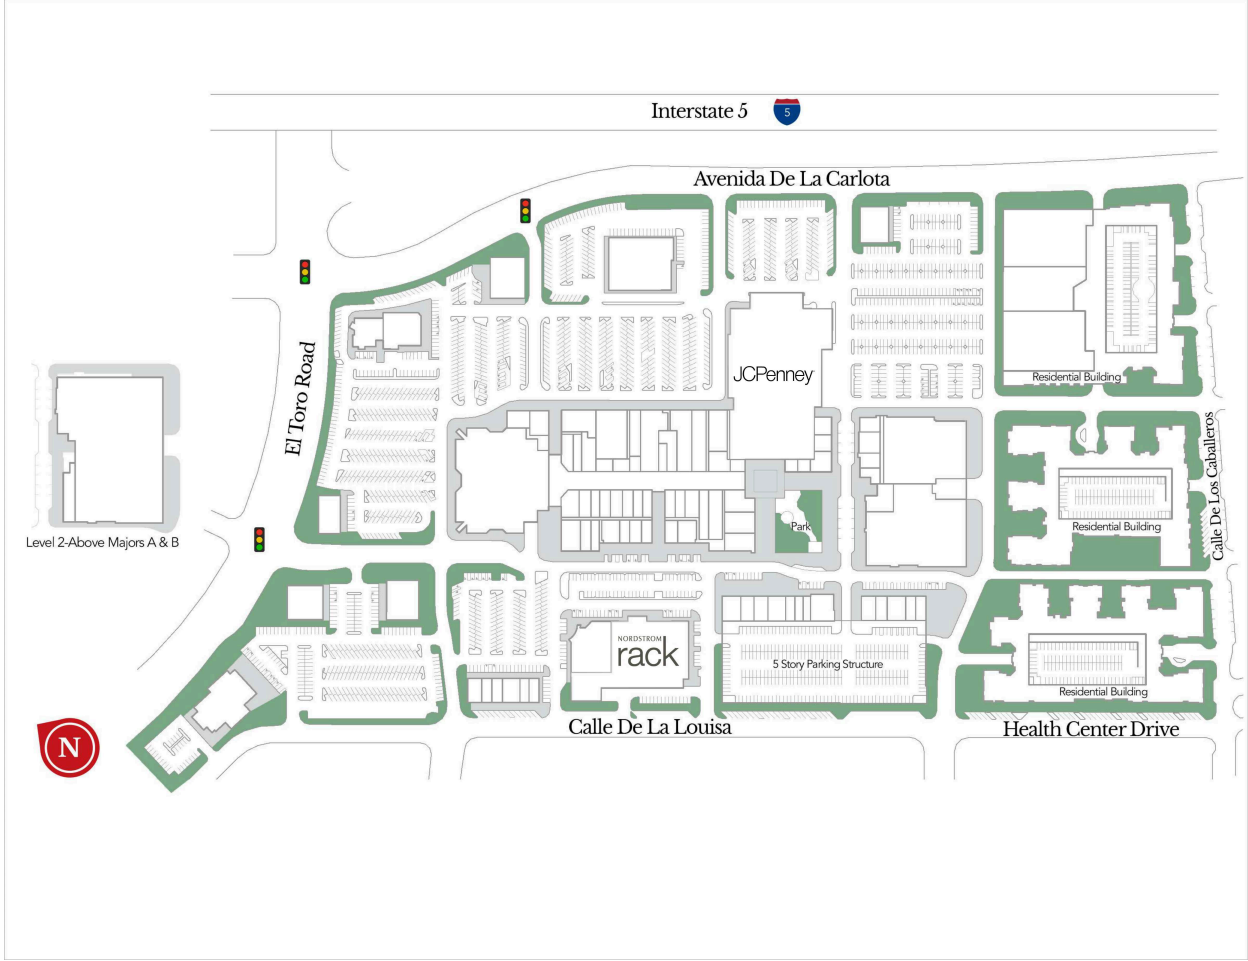 Interstate 5
5
Avenida De La Carlota
El Toro Road
JCPenney
Residential Building
Calle De Los Caballeros
Park
Residential Building
Level 2-Above Majors A & B
NORDSTROM
rack
5 Story Parking Structure
Residential Building
Calle De La Louisa
Health Center Drive
N